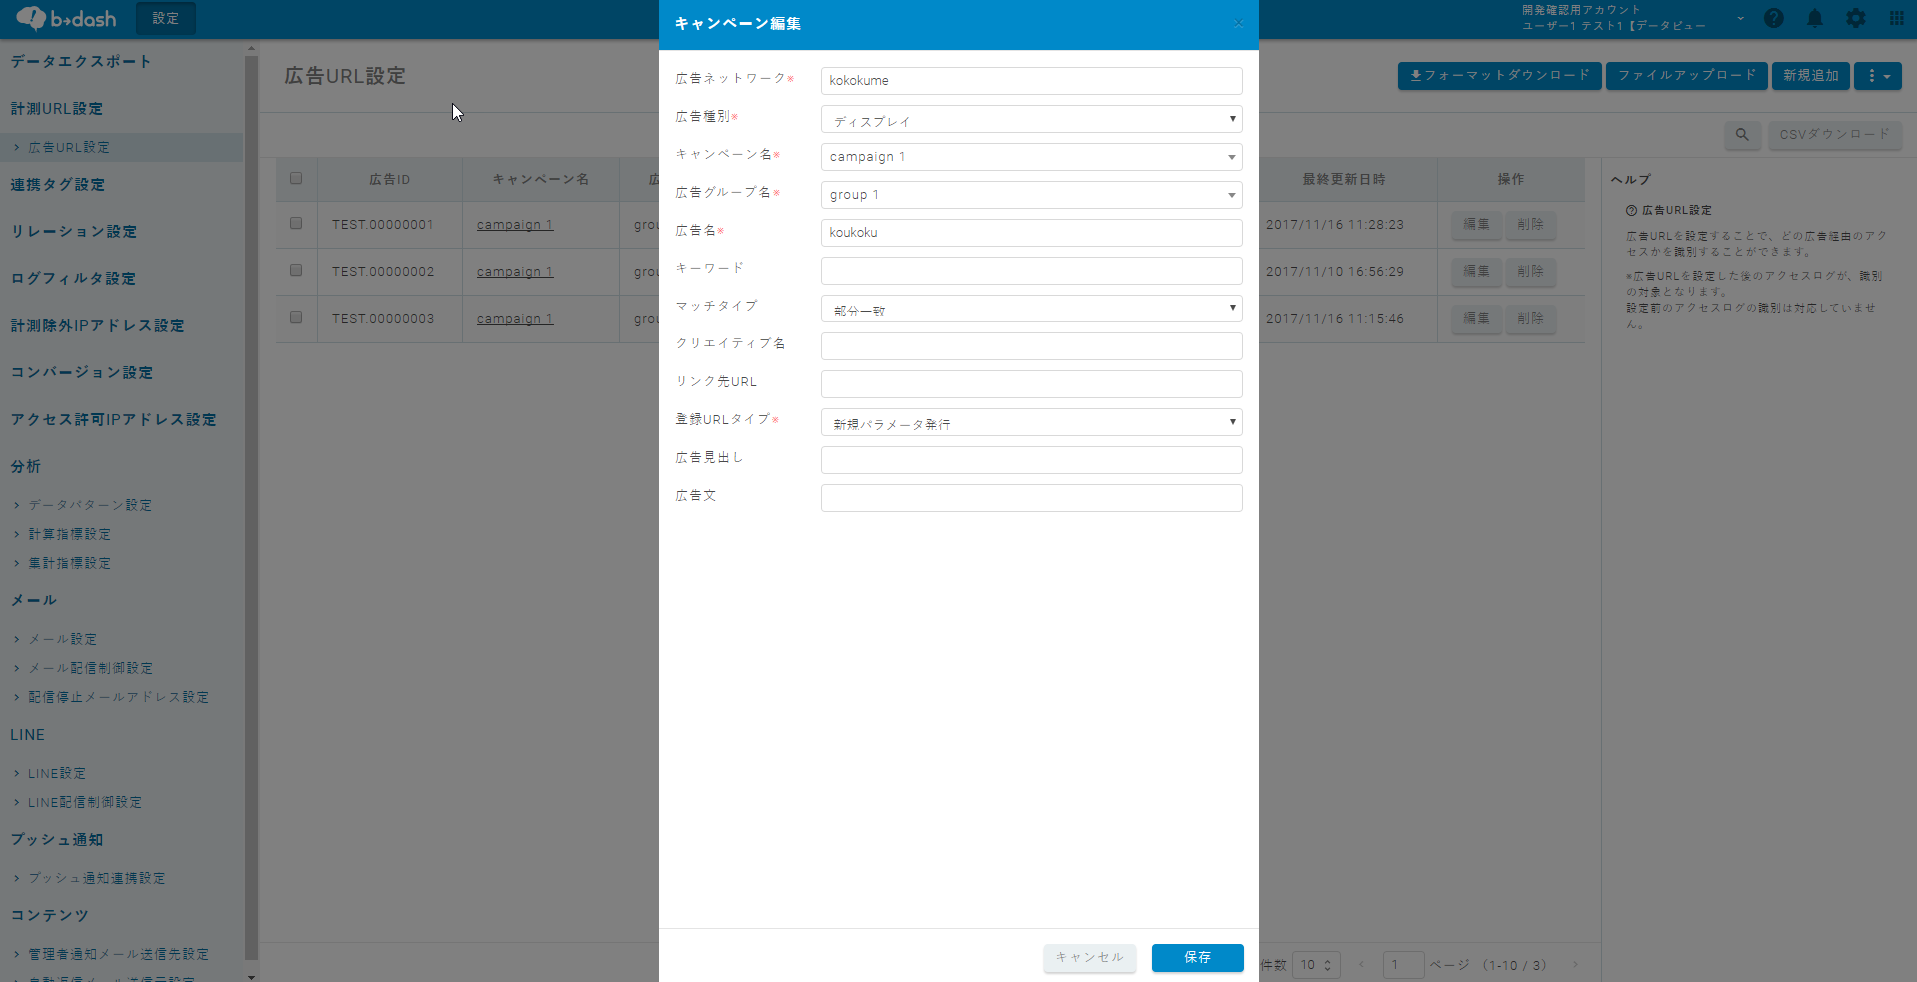 b→dash
設定
開発確認用アカウント
ユーザー1 テスト1【データビュー
データエクスポート
計測URL設定
広告URL設定
連携タグ設定
リレーション設定
ログフィルタ設定
計測除外IPアドレス設定
コンバージョン設定
アクセス許可IPアドレス設定
分析
データパターン設定
計算指標設定
集計指標設定
メール
メール設定
メール配信制御設定
配信停止メールアドレス設定
LINE
LINE設定
LINE配信制御設定
プッシュ通知
プッシュ通知連携設定
コンテンツ
管理者通知メール送信先設定
広告URL設定
フォーマットダウンロード
ファイルアップロード
新規追加
CSVダウンロード
広告ID キャンペーン名 広 最終更新日時 操作
TEST.00000001 campaign 1 grou 2017/11/16 11:28:23 編集 削除
TEST.00000002 campaign 1 grou 2017/11/10 16:56:29 編集 削除
TEST.00000003 campaign 1 grou 2017/11/16 11:15:46 編集 削除
キャンペーン編集 ×
広告ネットワーク※ kokokume
広告種別※ ディスプレイ
キャンペーン名※ campaign 1
広告グループ名※ group 1
広告名※ koukoku
キーワード
マッチタイプ 部分一致
クリエイティブ名
リンク先URL
登録URLタイプ※ 新規パラメータ発行
広告見出し
広告文
キャンセル 保存
ヘルプ
広告URL設定
広告URLを設定することで、どの広告経由のアク
セスかを識別することができます。
※広告URLを設定した後のアクセスログが、識別
の対象となります。
設定前のアクセスログの識別は対応していませ
ん。
件数 10 1 ページ (1-10 / 3)